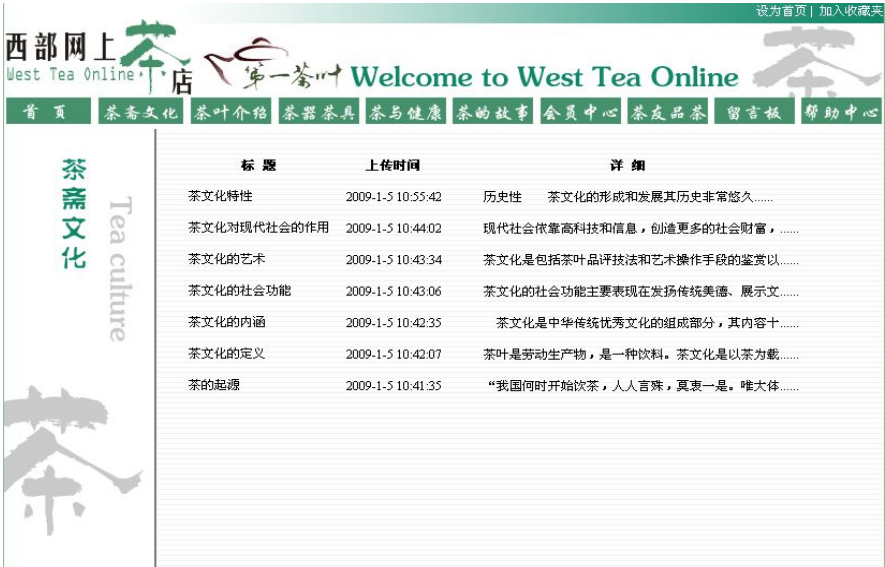 设为首页 | 加入收藏夹
西部网上茶店
West Tea Online
第一茶叶
Welcome to West Tea Online
首 页 茶斋文化 茶叶介绍 茶器茶具 茶与健康 茶的故事 会员中心 茶友品茶 留言板 帮助中心
茶斋文化
Tea culture
标 题 上传时间 详 细
茶文化特性 2009-1-5 10:55:42 历史性 茶文化的形成和发展其历史非常悠久......
茶文化对现代社会的作用 2009-1-5 10:44:02 现代社会依靠高科技和信息，创造更多的社会财富，......
茶文化的艺术 2009-1-5 10:43:34 茶文化是包括茶叶品评技法和艺术操作手段的鉴赏以......
茶文化的社会功能 2009-1-5 10:43:06 茶文化的社会功能主要表现在发扬传统美德、展示文......
茶文化的内涵 2009-1-5 10:42:35 茶文化是中华传统优秀文化的组成部分，其内容十......
茶文化的定义 2009-1-5 10:42:07 茶叶是劳动生产物，是一种饮料。茶文化是以茶为载......
茶的起源 2009-1-5 10:41:35 “我国何时开始饮茶，人人言殊，莫衷一是。唯大体......
茶